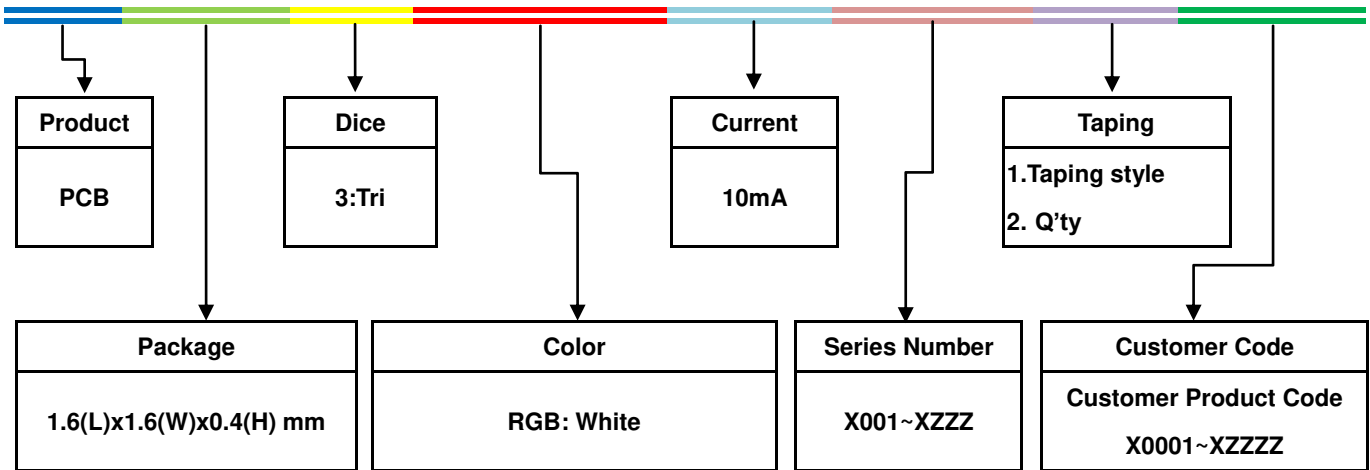 Product
PCB
Dice
3:Tri
Current
10mA
Taping
1.Taping style
2. Q’ty
Package
1.6(L)x1.6(W)x0.4(H) mm
Color
RGB: White
Series Number
X001~XZZZ
Customer Code
Customer Product Code
X0001~XZZZZ